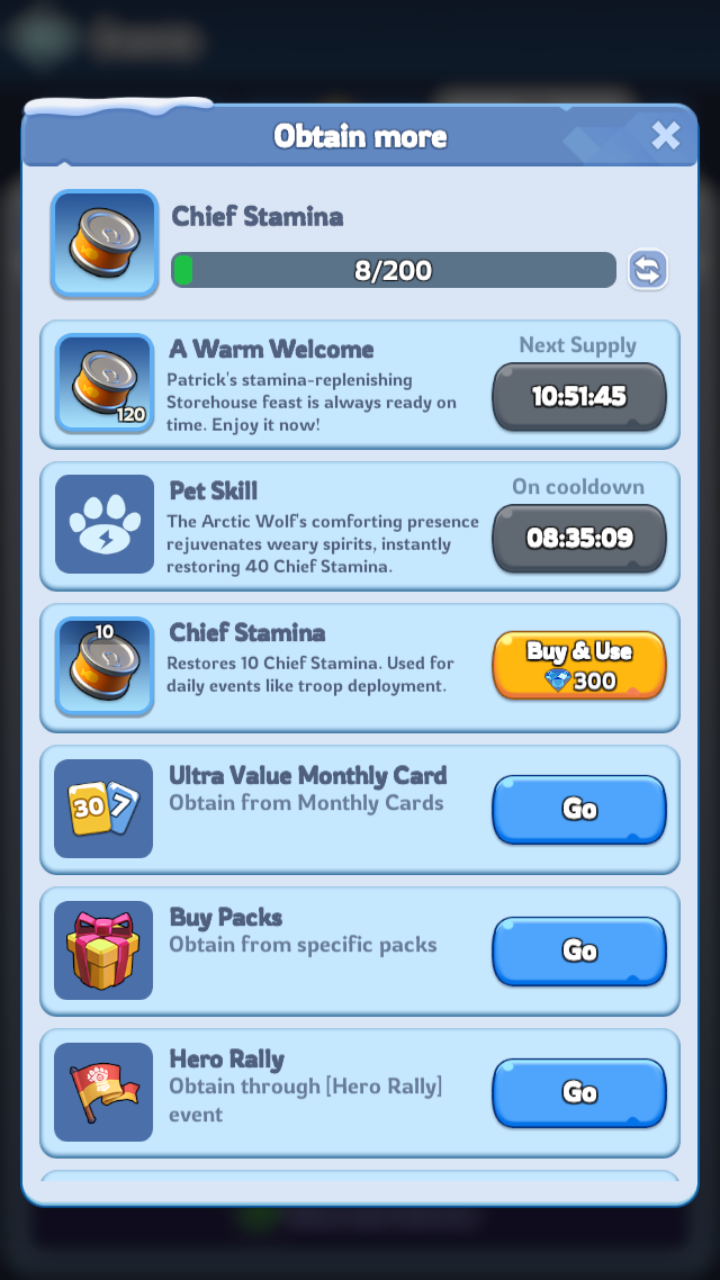 Obtain more
Chief Stamina
8/200
A Warm Welcome
Patrick's stamina-replenishing
Storehouse feast is always ready on
time. Enjoy it now!
120
Next Supply
10:51:45
Pet Skill
The Arctic Wolf's comforting presence
rejuvenates weary spirits, instantly
restoring 40 Chief Stamina.
On cooldown
08:35:09
10
Chief Stamina
Restores 10 Chief Stamina. Used for
daily events like troop deployment.
Buy & Use
300
30 7
Ultra Value Monthly Card
Obtain from Monthly Cards
Go
Buy Packs
Obtain from specific packs
Go
Hero Rally
Obtain through [Hero Rally]
event
Go